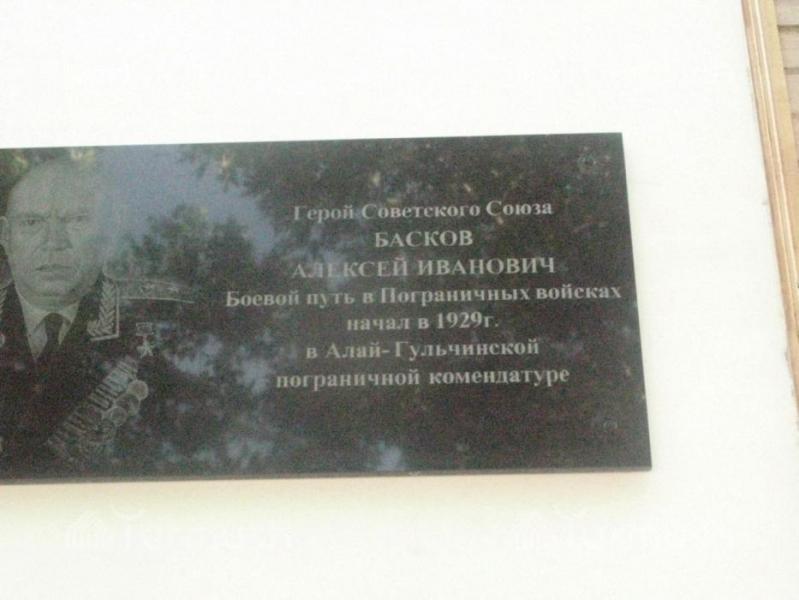 Герой Советского Союза
БАСКОВ
АЛЕКСЕЙ ИВАНОВИЧ
Боевой путь в Пограничных войсках
начал в 1929г.
в Алай-Гульчинской
пограничной комендатуре